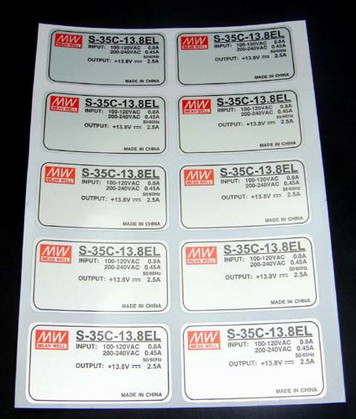 MW S-35C-13.8EL MW S-35C-13.8EL
MEAN WELL INPUT: 100-120VAC 0.8A MEAN WELL INPUT: 100-120VAC 0.8A
200-240VAC 0.45A 200-240VAC 0.45A
50/60Hz 50/60Hz
OUTPUT: +13.8V 2.5A OUTPUT: +13.8V 2.5A
MADE IN CHINA MADE IN CHINA
MW S-35C-13.8EL MW S-35C-13.8EL
MEAN WELL INPUT: 100-120VAC 0.8A MEAN WELL INPUT: 100-120VAC 0.8A
200-240VAC 0.45A 200-240VAC 0.45A
50/60Hz 50/60Hz
OUTPUT: +13.8V 2.5A OUTPUT: +13.8V 2.5A
MADE IN CHINA MADE IN CHINA
MW S-35C-13.8EL MW S-35C-13.8EL
MEAN WELL INPUT: 100-120VAC 0.8A MEAN WELL INPUT: 100-120VAC 0.8A
200-240VAC 0.45A 200-240VAC 0.45A
50/60Hz 50/60Hz
OUTPUT: +13.8V 2.5A OUTPUT: +13.8V 2.5A
MADE IN CHINA MADE IN CHINA
MW S-35C-13.8EL MW S-35C-13.8EL
MEAN WELL INPUT: 100-120VAC 0.8A MEAN WELL INPUT: 100-120VAC 0.8A
200-240VAC 0.45A 200-240VAC 0.45A
50/60Hz 50/60Hz
OUTPUT: +13.8V 2.5A OUTPUT: +13.8V 2.5A
MADE IN CHINA MADE IN CHINA
MW S-35C-13.8EL MW S-35C-13.8EL
MEAN WELL INPUT: 100-120VAC 0.8A MEAN WELL INPUT: 100-120VAC 0.8A
200-240VAC 0.45A 200-240VAC 0.45A
50/60Hz 50/60Hz
OUTPUT: +13.8V 2.5A OUTPUT: +13.8V 2.5A
MADE IN CHINA MADE IN CHINA